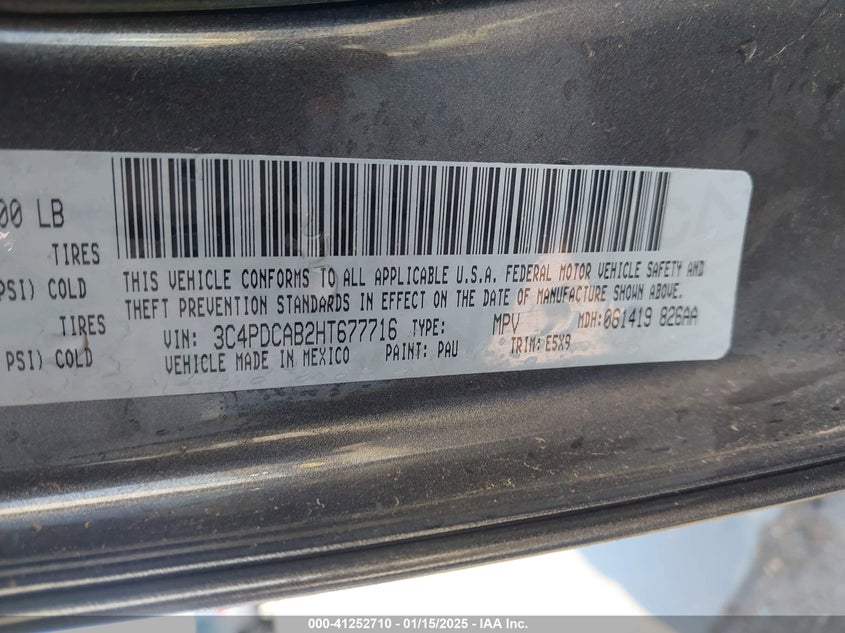 00 LB
TIRES
PSI) COLD
TIRES
PSI) COLD
THIS VEHICLE CONFORMS TO ALL APPLICABLE U.S.A. FEDERAL MOTOR VEHICLE SAFETY AND
THEFT PREVENTION STANDARDS IN EFFECT ON THE DATE OF MANUFACTURE SHOWN ABOVE.
VIN: 3C4PDCAB2HT677716 TYPE: MPV MDH:061419 826AA
VEHICLE MADE IN MEXICO PAINT: PAU TRIM: E5X9
000-41252710 - 01/15/2025 - IAA Inc.